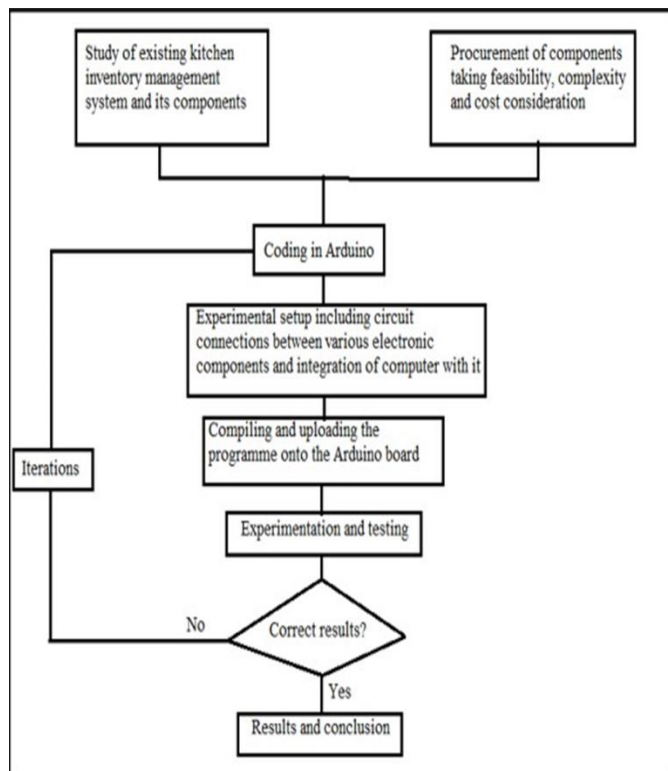 Study of existing kitchen
inventory management
system and its components
Procurement of components
taking feasibility, complexity
and cost consideration
Coding in Arduino
Experimental setup including circuit
connections between various electronic
components and integration of computer with it
Compiling and uploading the
programme onto the Arduino board
Iterations
Experimentation and testing
No
Correct results?
Yes
Results and conclusion